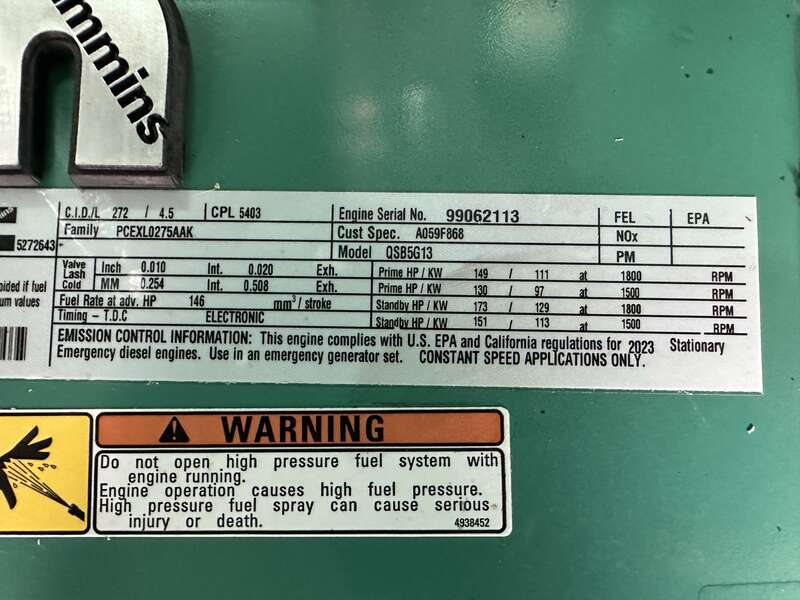 ummins
C.I.D./L 272 / 4.5 CPL 5403 Engine Serial No. 99062113 FEL EPA
Family PCEXL0275AAK Cust Spec. A059F868 NOx
5272643- Model QSB5G13 PM
Valve Lash Cold Inch 0.010 Int. 0.020 Exh. Prime HP / KW 149 / 111 at 1800 RPM
MM 0.254 Int. 0.508 Exh. Prime HP / KW 130 / 97 at 1500 RPM
Fuel Rate at adv. HP 146 mm³ / stroke Standby HP / KW 173 / 129 at 1800 RPM
Timing - T.D.C ELECTRONIC Standby HP / KW 151 / 113 at 1500 RPM
oided if fuel
um values
EMISSION CONTROL INFORMATION: This engine complies with U.S. EPA and California regulations for 2023 Stationary
Emergency diesel engines. Use in an emergency generator set. CONSTANT SPEED APPLICATIONS ONLY.
WARNING
Do not open high pressure fuel system with
engine running.
Engine operation causes high fuel pressure.
High pressure fuel spray can cause serious
injury or death.
4938452